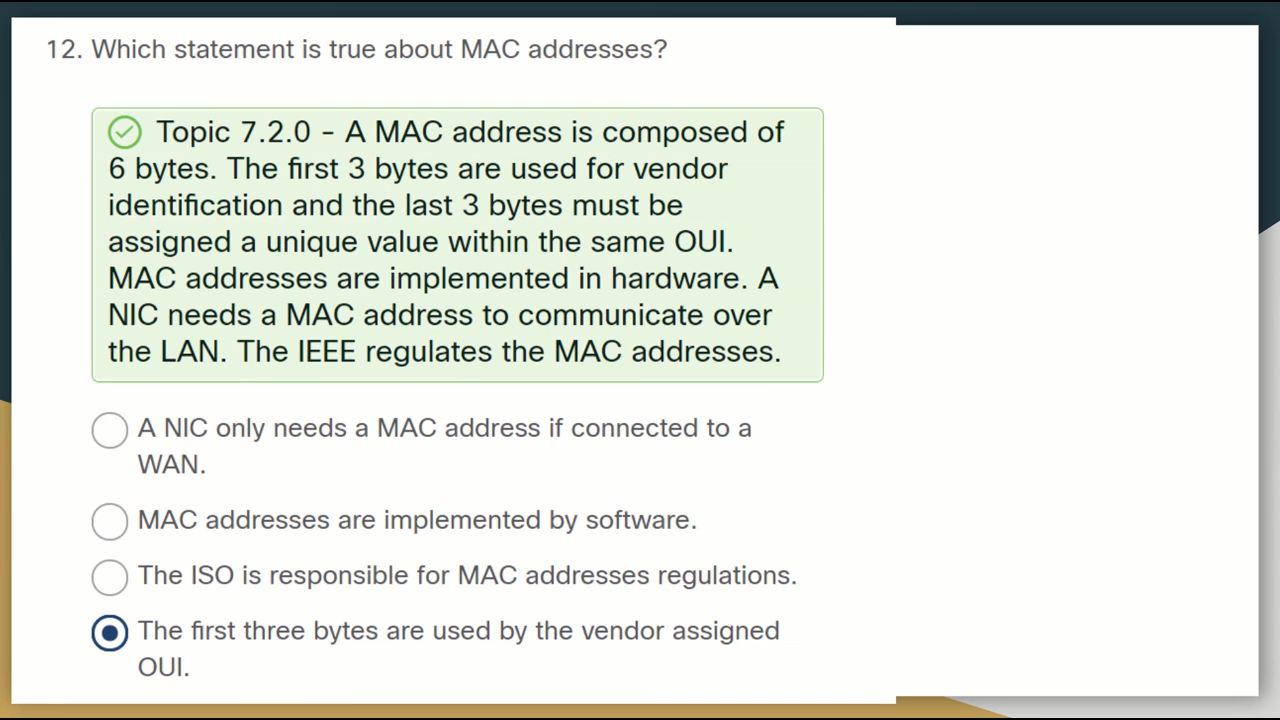 12. Which statement is true about MAC addresses?
Topic 7.2.0 - A MAC address is composed of
6 bytes. The first 3 bytes are used for vendor
identification and the last 3 bytes must be
assigned a unique value within the same OUI.
MAC addresses are implemented in hardware. A
NIC needs a MAC address to communicate over
the LAN. The IEEE regulates the MAC addresses.
A NIC only needs a MAC address if connected to a
WAN.
MAC addresses are implemented by software.
The ISO is responsible for MAC addresses regulations.
The first three bytes are used by the vendor assigned
OUI.